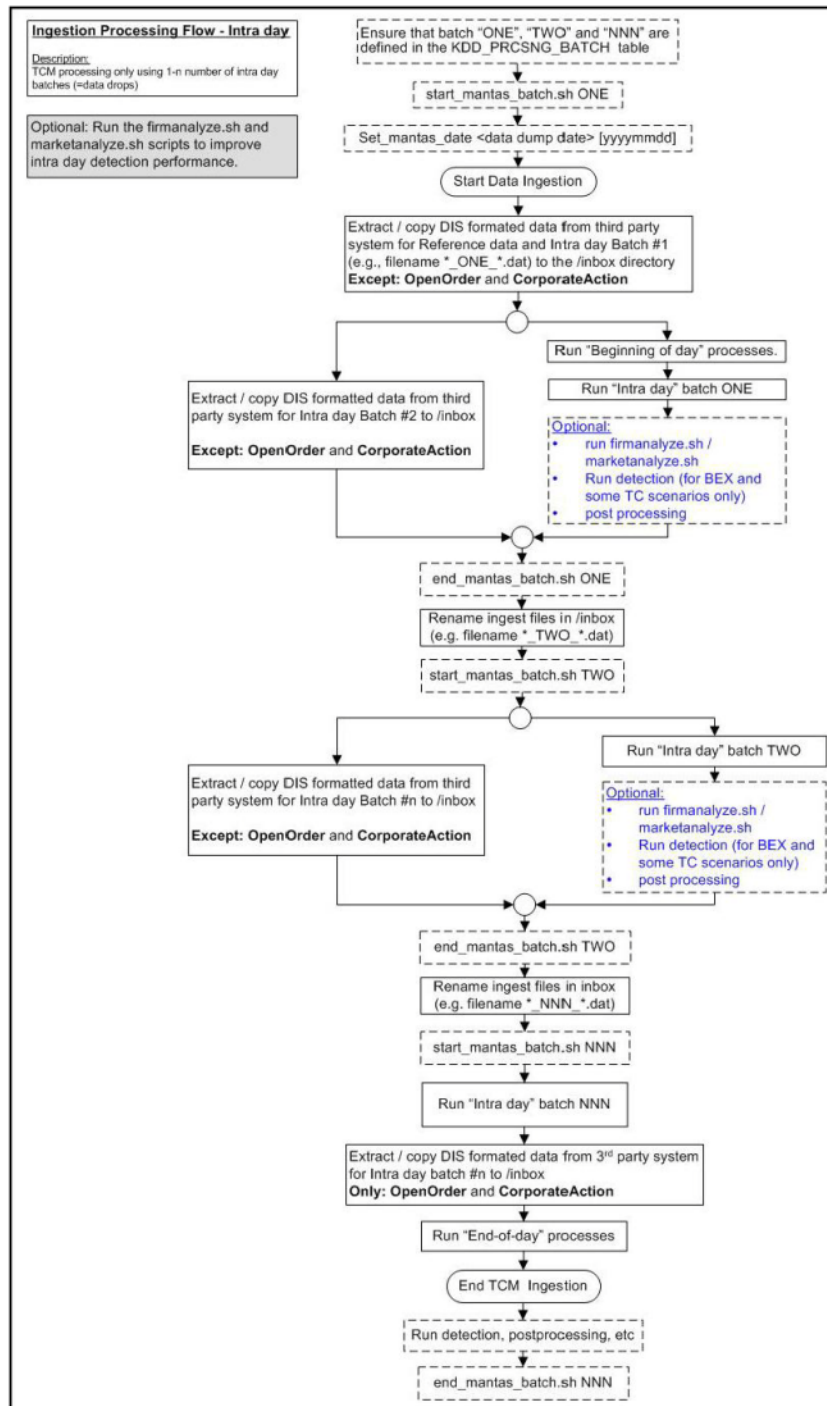 Ingestion Processing Flow - Intra day
Description:
TCM processing only using 1-n number of intra day
batches (=data drops)
Optional: Run the firmanalyze.sh and
marketanalyze.sh scripts to improve
intra day detection performance.
Ensure that batch “ONE”, “TWO” and “NNN” are
defined in the KDD_PRCSNG_BATCH table
start_mantas_batch.sh ONE
Set_mantas_date <data dump date> [yyyymmdd]
Start Data Ingestion
Extract / copy DIS formated data from third party
system for Reference data and Intra day Batch #1
(e.g., filename *_ONE_*.dat) to the /inbox directory
Except: OpenOrder and CorporateAction
Run “Beginning of day” processes.
Run “Intra day” batch ONE
Extract / copy DIS formatted data from third
party system for Intra day Batch #2 to /inbox
Except: OpenOrder and CorporateAction
Optional:
• run firmanalyze.sh /
marketanalyze.sh
• Run detection (for BEX and
some TC scenarios only)
• post processing
end_mantas_batch.sh ONE
Rename ingest files in /inbox
(e.g. filename *_TWO_*.dat)
start_mantas_batch.sh TWO
Run “Intra day” batch TWO
Extract / copy DIS formatted data from third
party system for Intra day Batch #n to /inbox
Except: OpenOrder and CorporateAction
Optional:
• run firmanalyze.sh /
marketanalyze.sh
• Run detection (for BEX and
some TC scenarios only)
• post processing
end_mantas_batch.sh TWO
Rename ingest files in inbox
(e.g. filename *_NNN_*.dat)
start_mantas_batch.sh NNN
Run “Intra day” batch NNN
Extract / copy DIS formated data from 3rd party system
for Intra day batch #n to /inbox
Only: OpenOrder and CorporateAction
Run “End-of-day” processes
End TCM Ingestion
Run detection, postprocessing, etc
end_mantas_batch.sh NNN